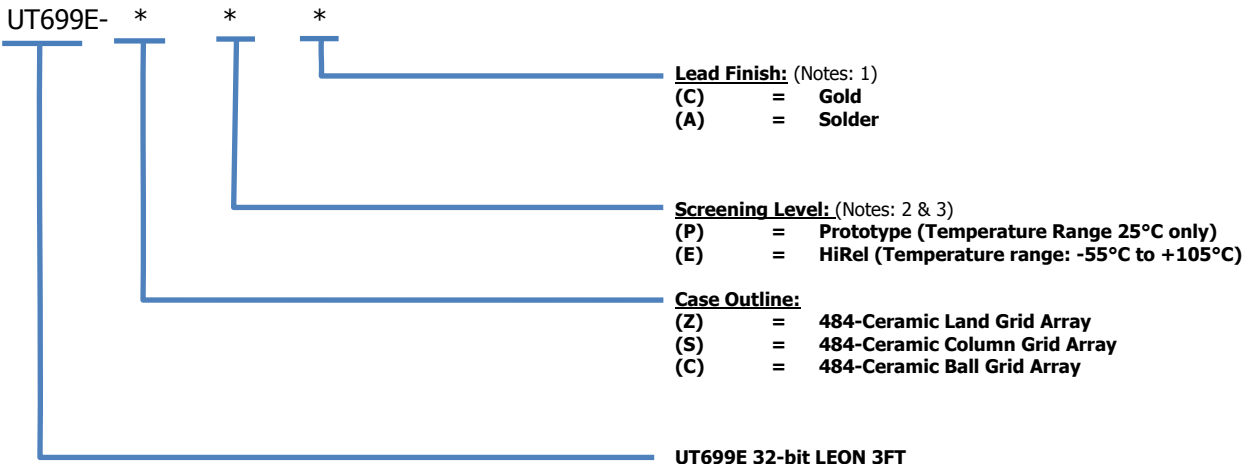 UT699E- * * *
Lead Finish: (Notes: 1)
(C) = Gold
(A) = Solder
Screening Level: (Notes: 2 & 3)
(P) = Prototype (Temperature Range 25°C only)
(E) = HiRel (Temperature range: -55°C to +105°C)
Case Outline:
(Z) = 484-Ceramic Land Grid Array
(S) = 484-Ceramic Column Grid Array
(C) = 484-Ceramic Ball Grid Array
UT699E 32-bit LEON 3FT